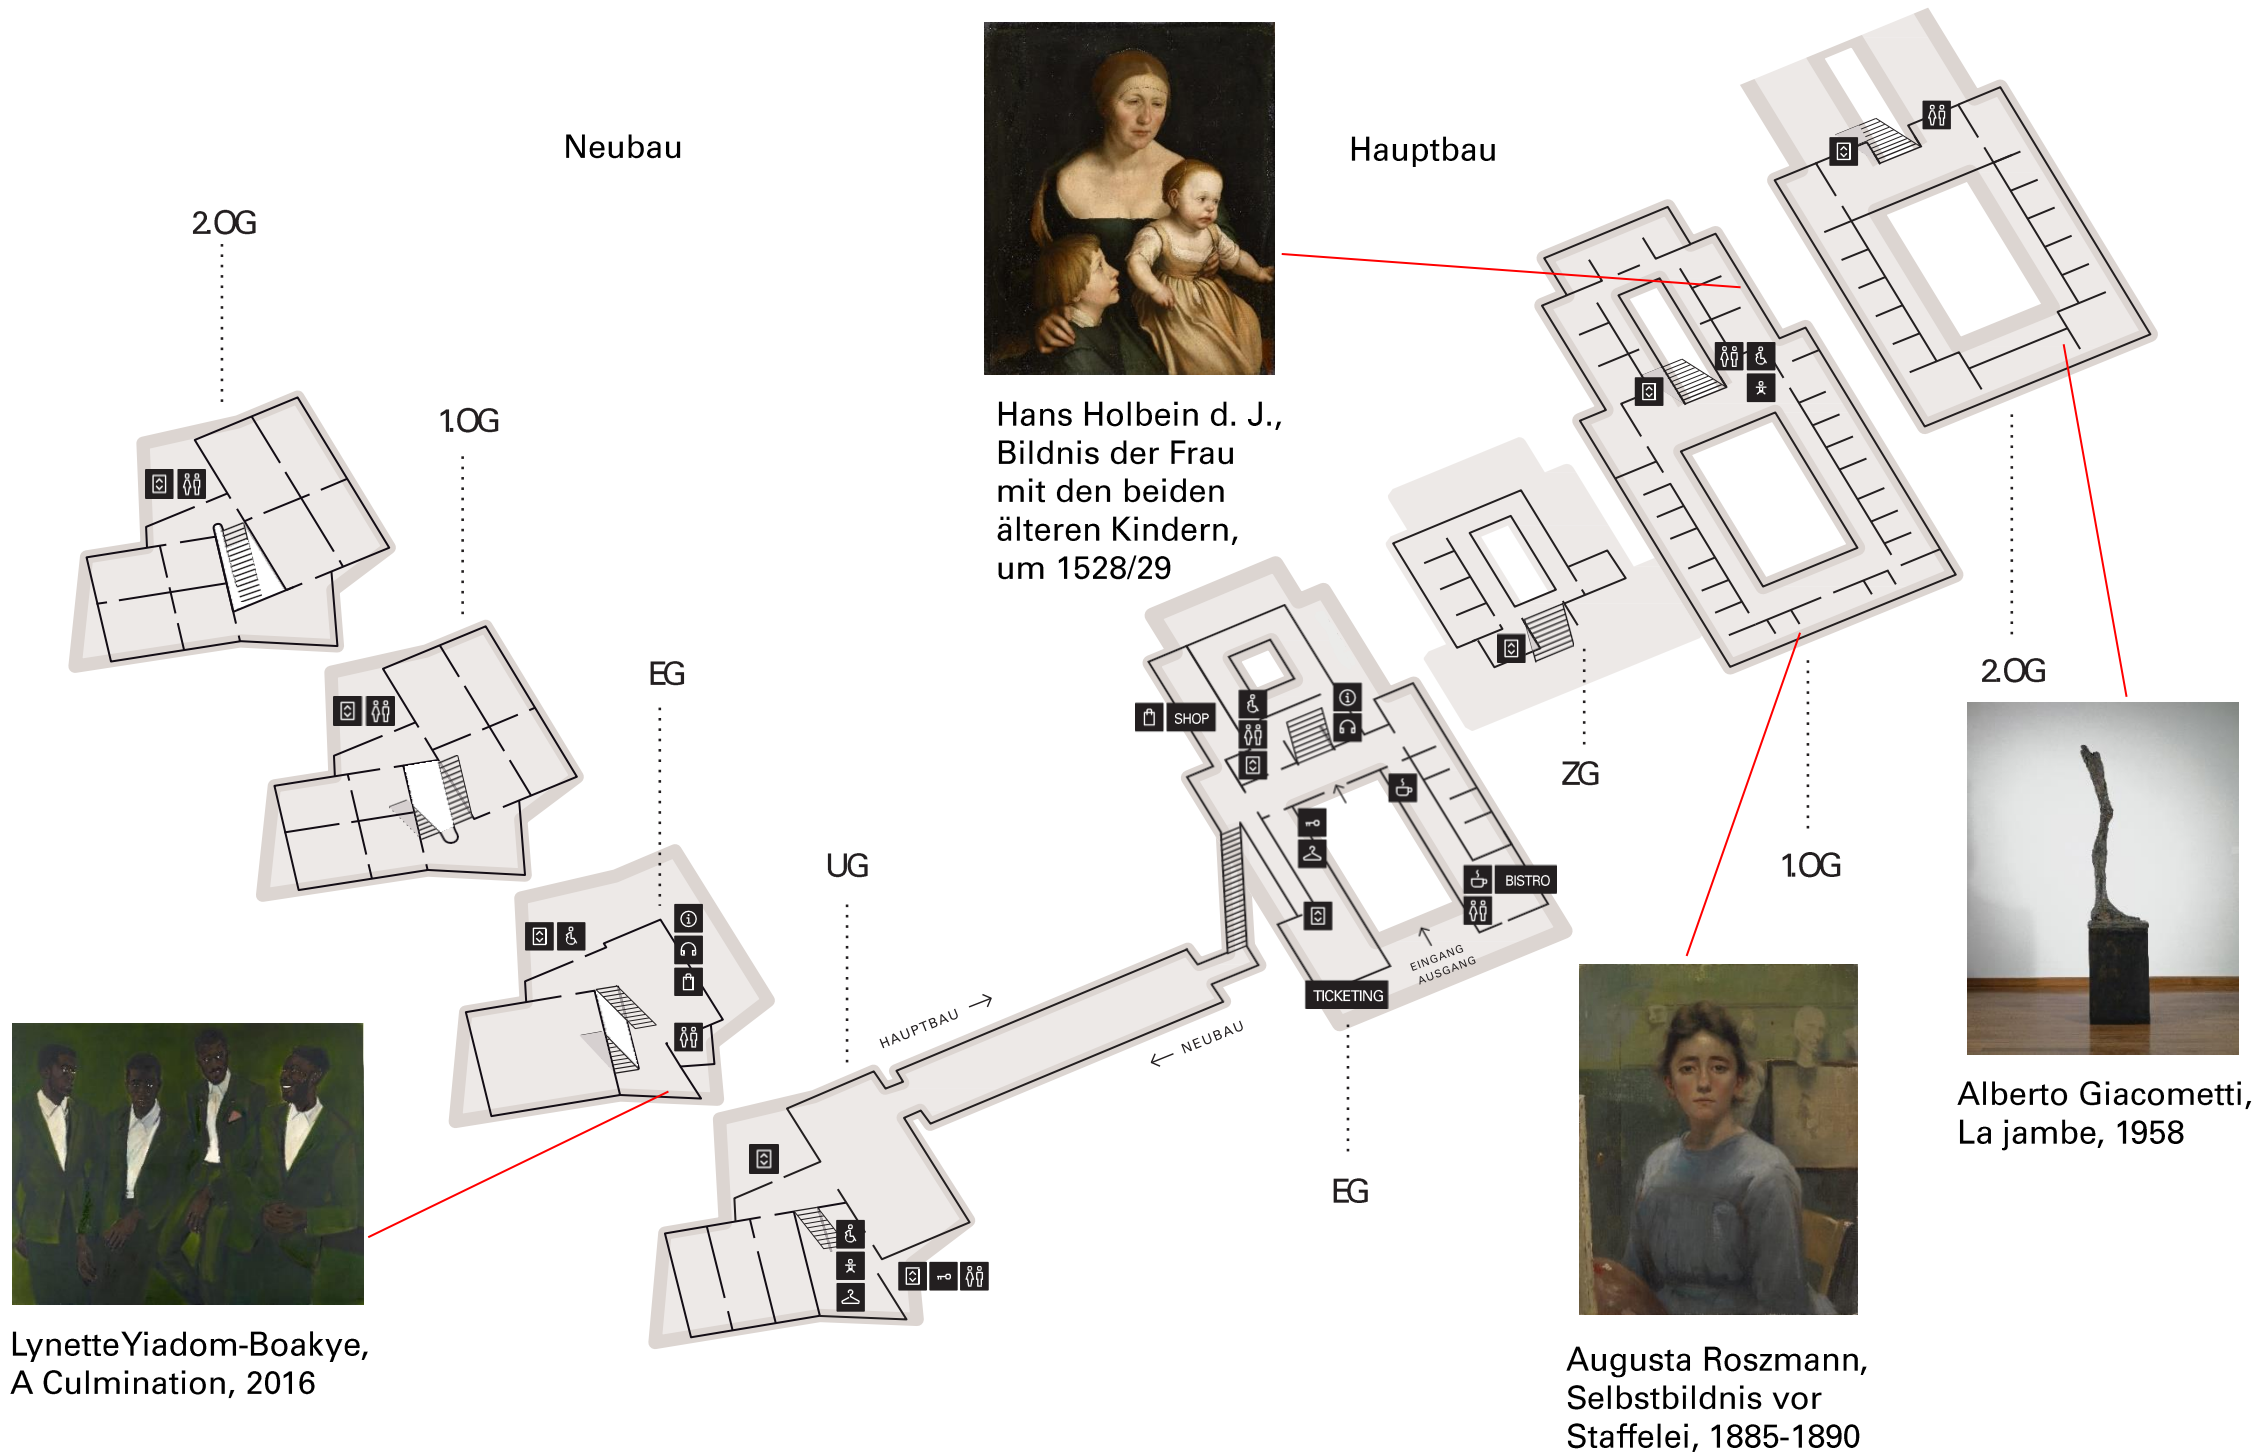 Neubau
Hauptbau
2.OG
1.OG
EG
UG
Hans Holbein d. J.,
Bildnis der Frau
mit den beiden
älteren Kindern,
um 1528/29
SHOP
BISTRO
TICKETING
EINGANG
AUSGANG
HAUPTBAU
NEUBAU
EG
ZG
1.OG
2.OG
Lynette Yiadom-Boakye,
A Culmination, 2016
Augusta Roszmann,
Selbstbildnis vor
Staffelei, 1885-1890
Alberto Giacometti,
La jambe, 1958